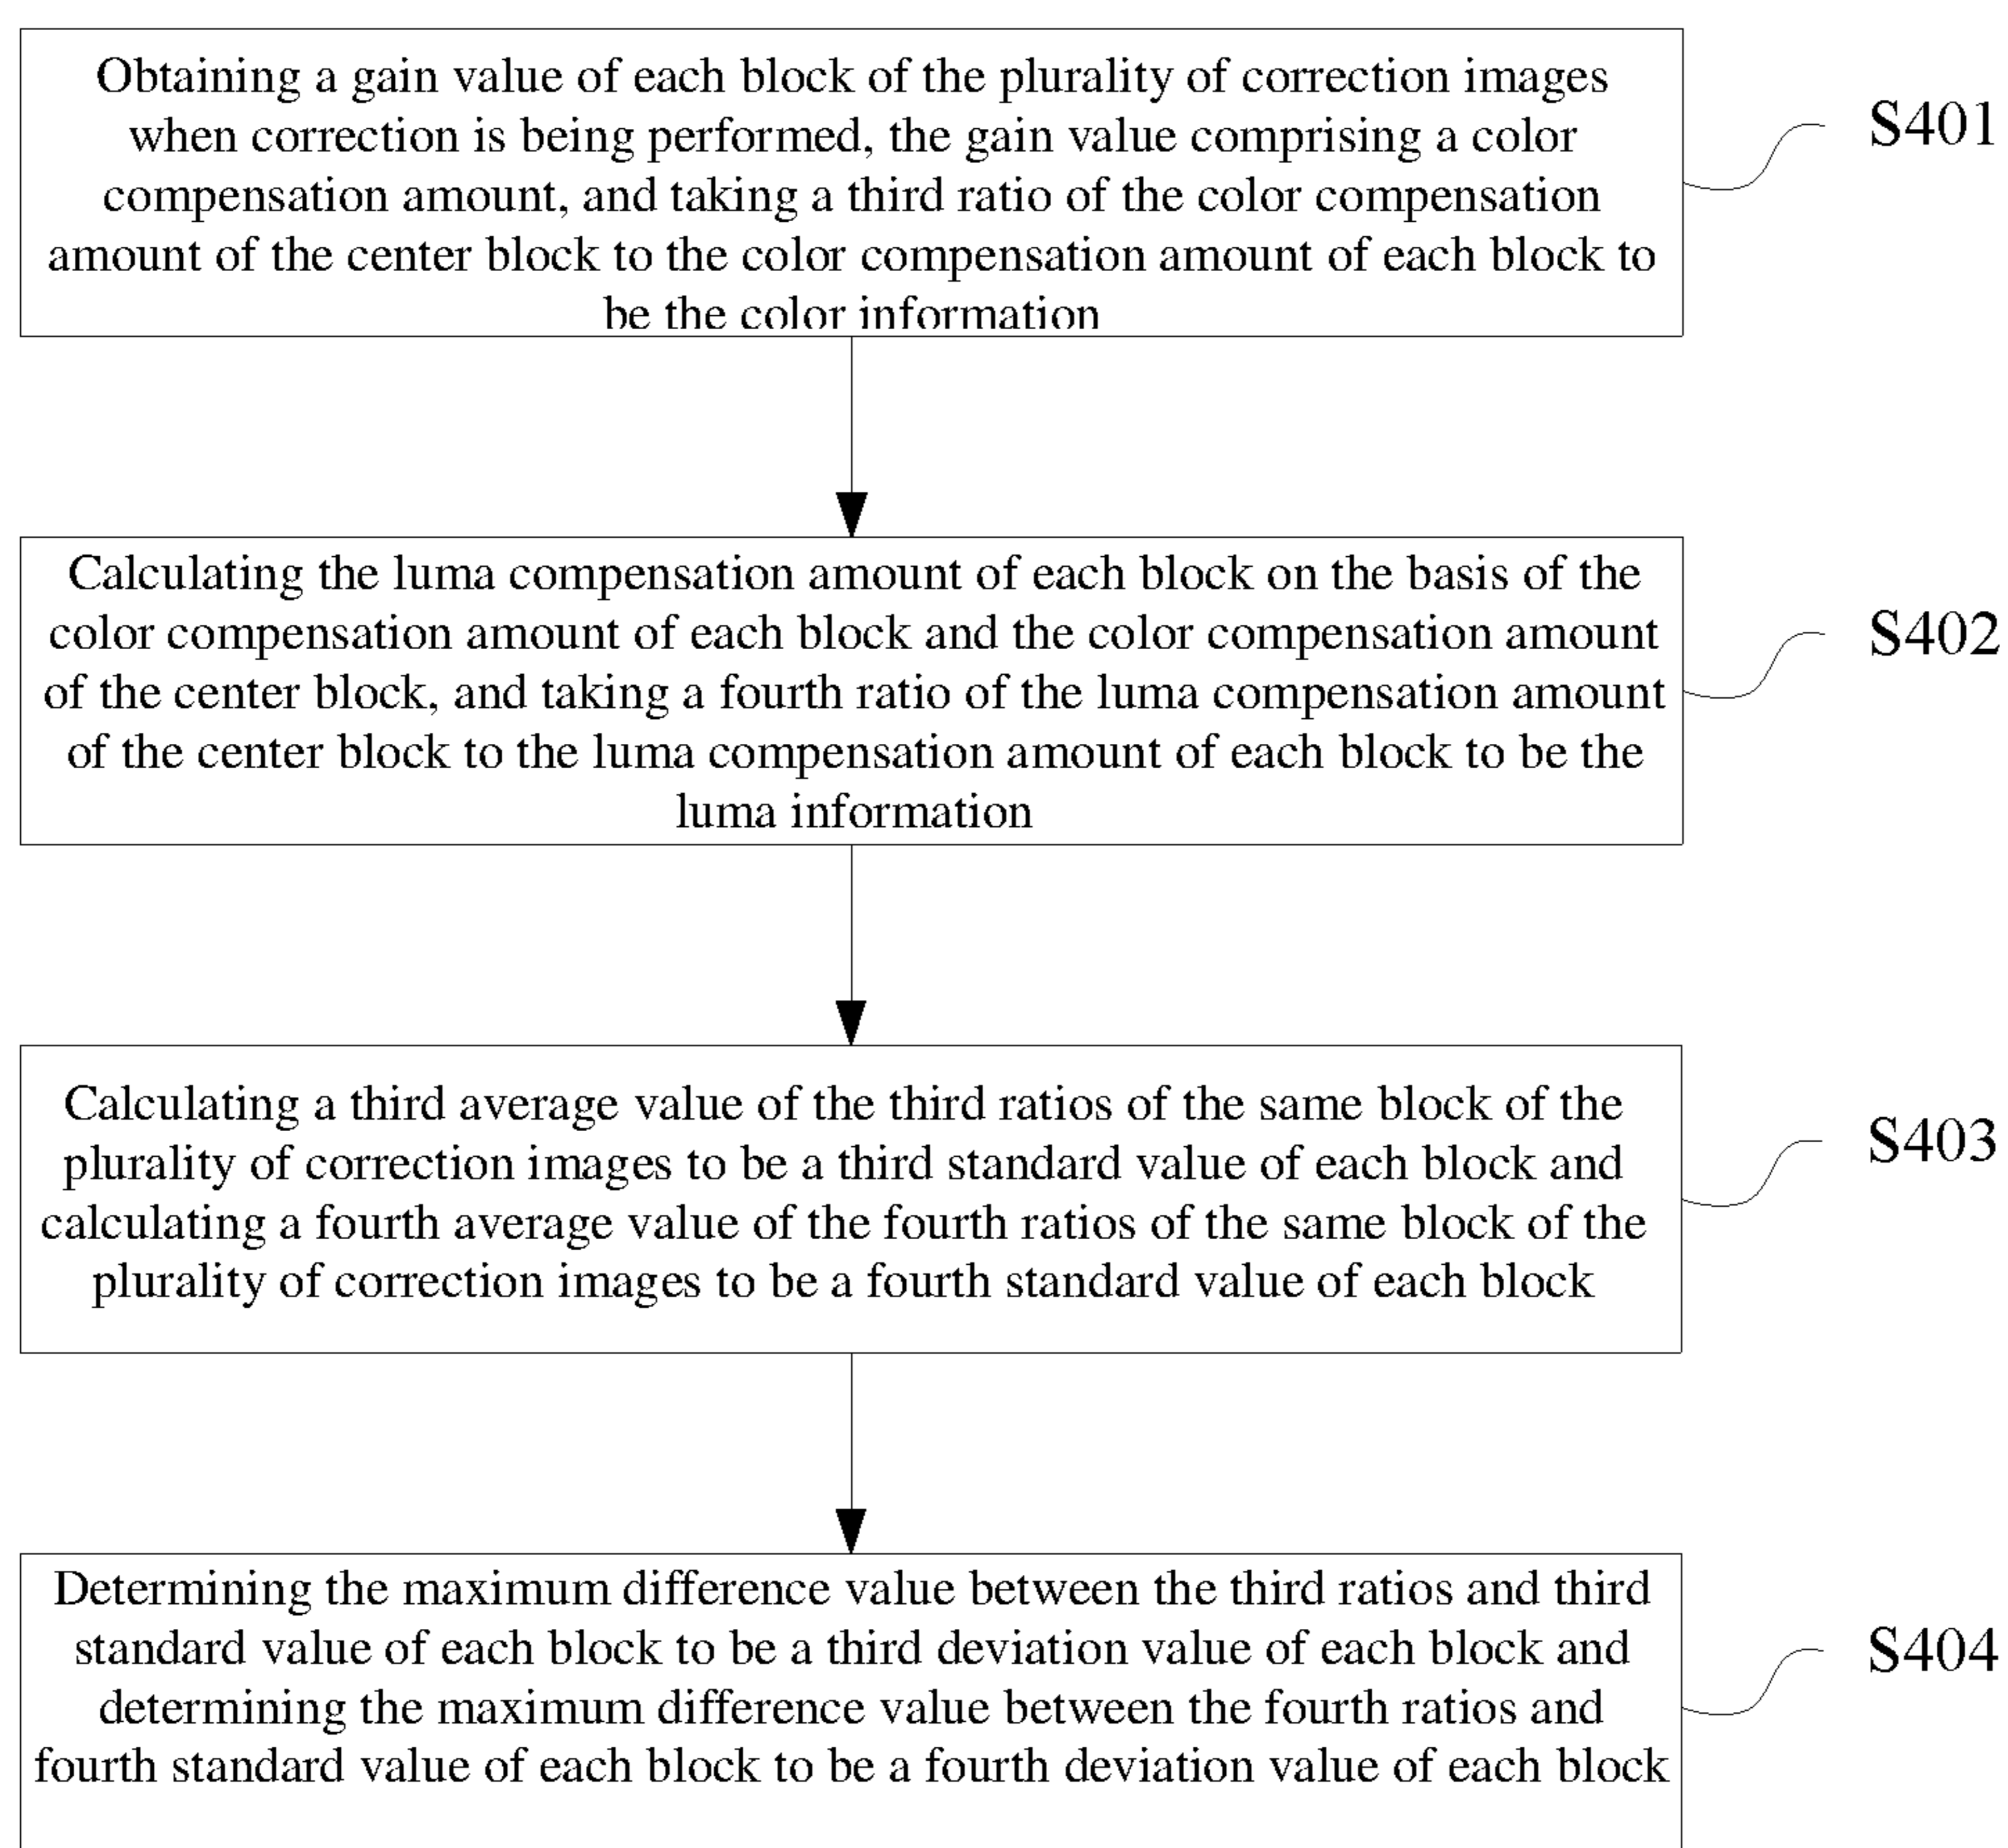 Obtaining a gain value of each block of the plurality of correction images
when correction is being performed, the gain value comprising a color
compensation amount, and taking a third ratio of the color compensation
amount of the center block to the color compensation amount of each block to
be the color information
S401
Calculating the luma compensation amount of each block on the basis of the
color compensation amount of each block and the color compensation amount
of the center block, and taking a fourth ratio of the luma compensation amount
of the center block to the luma compensation amount of each block to be the
luma information
S402
Calculating a third average value of the third ratios of the same block of the
plurality of correction images to be a third standard value of each block and
calculating a fourth average value of the fourth ratios of the same block of the
plurality of correction images to be a fourth standard value of each block
S403
Determining the maximum difference value between the third ratios and third
standard value of each block to be a third deviation value of each block and
determining the maximum difference value between the fourth ratios and
fourth standard value of each block to be a fourth deviation value of each block
S404